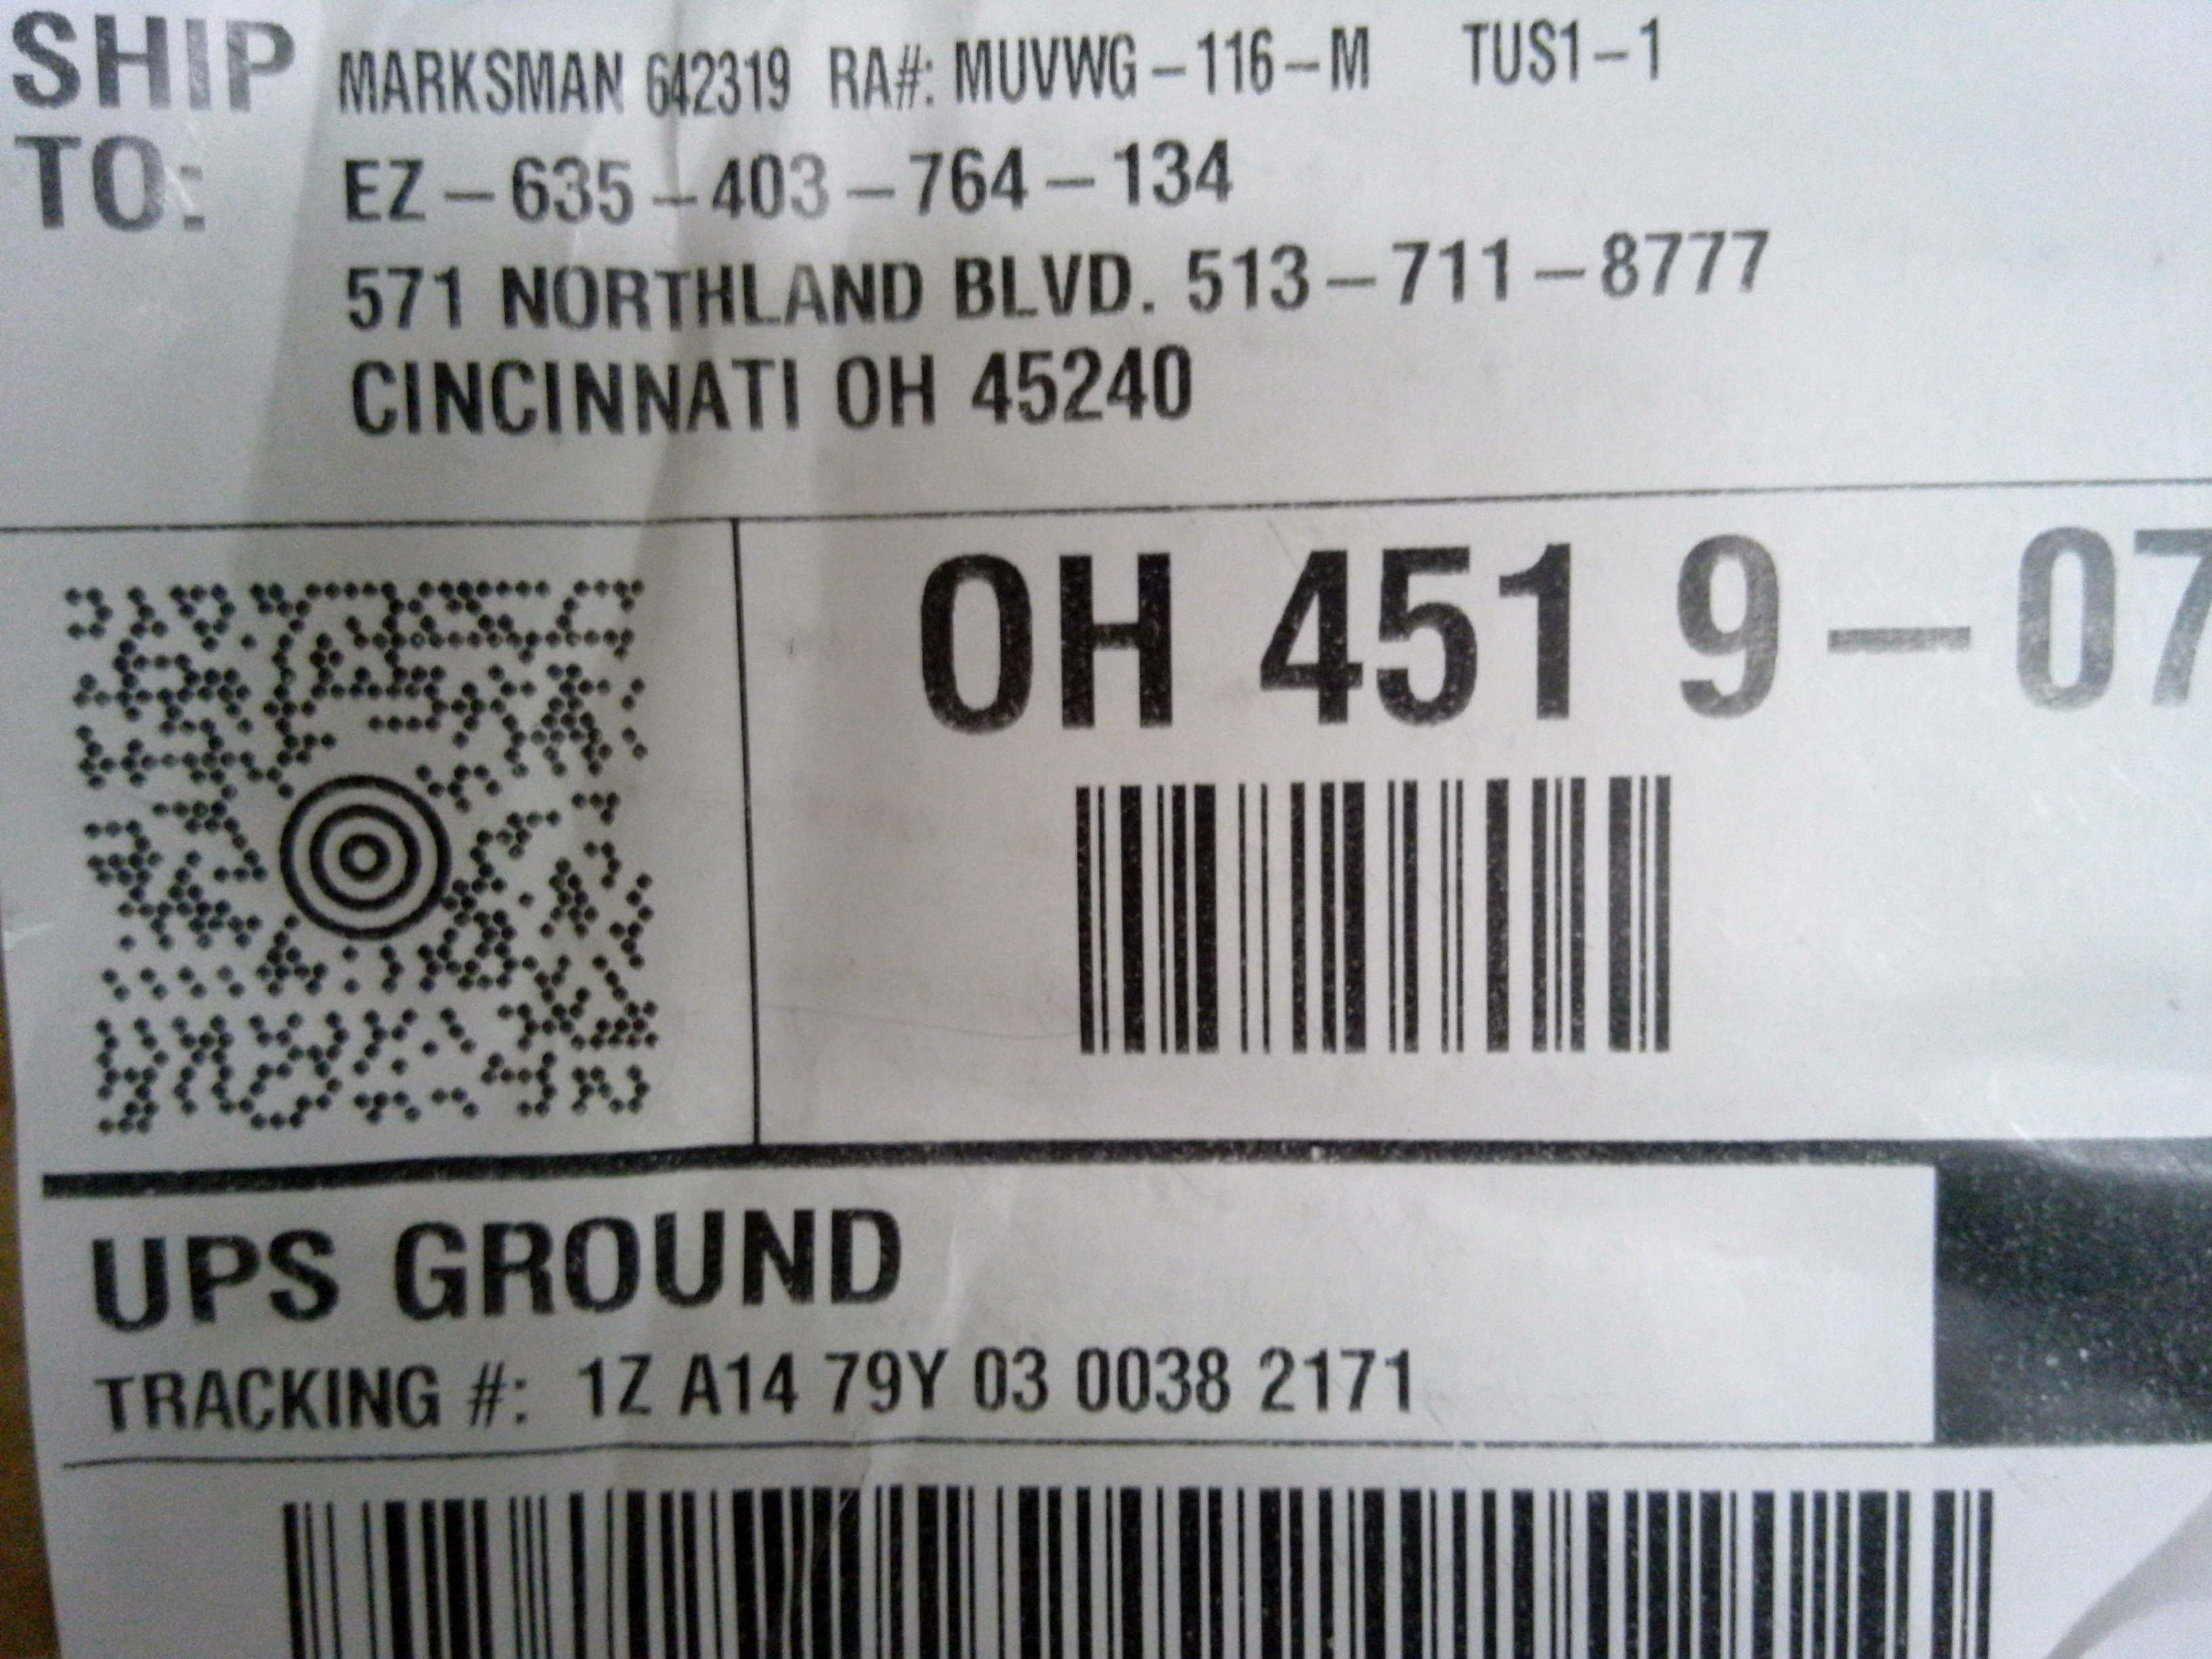 SHIP TO:
MARKSMAN 642319 RA#: MUVWG-116-M TUS1-1
EZ-635-403-764-134
571 NORTHLAND BLVD. 513-711-8777
CINCINNATI OH 45240
OH 451 9-07
UPS GROUND
TRACKING #: 1Z A14 79Y 03 0038 2171